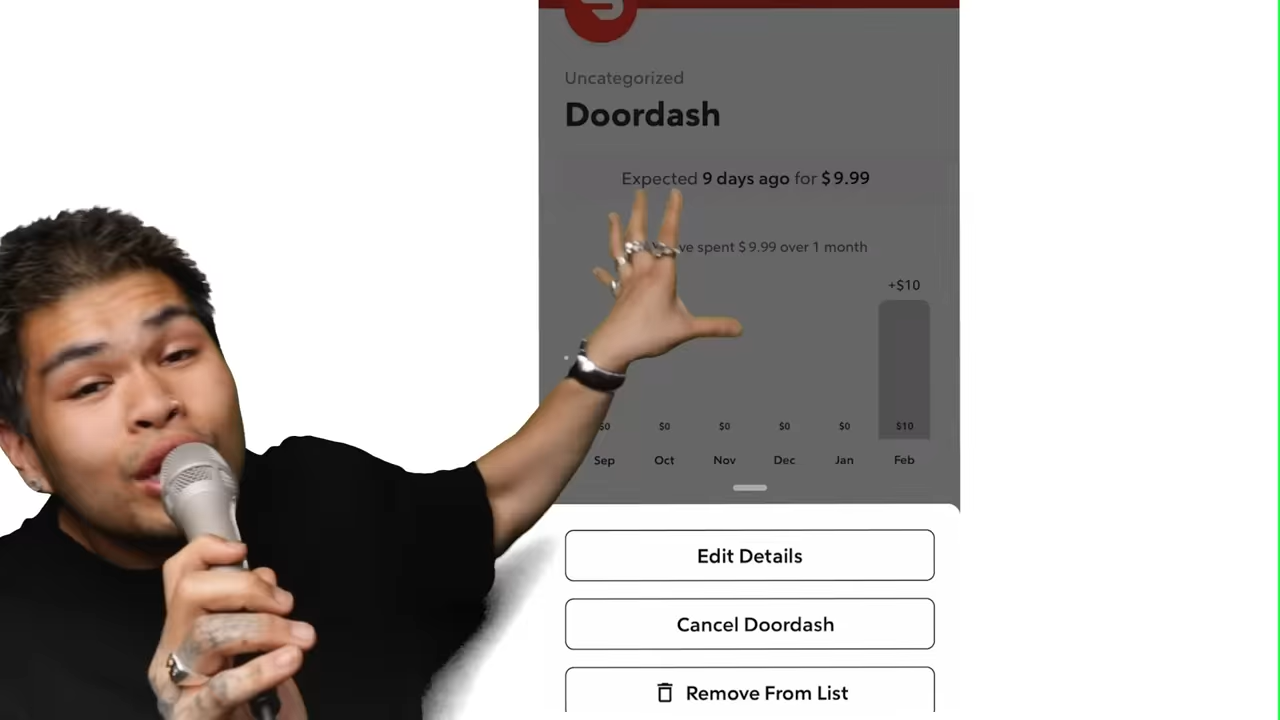 Uncategorized
Doordash
Expected 9 days ago for $9.99
spent $9.99 over 1 month
+$10
$0 $0 $0 $0 $0 $10
Sep Oct Nov Dec Jan Feb
Edit Details
Cancel Doordash
Remove From List